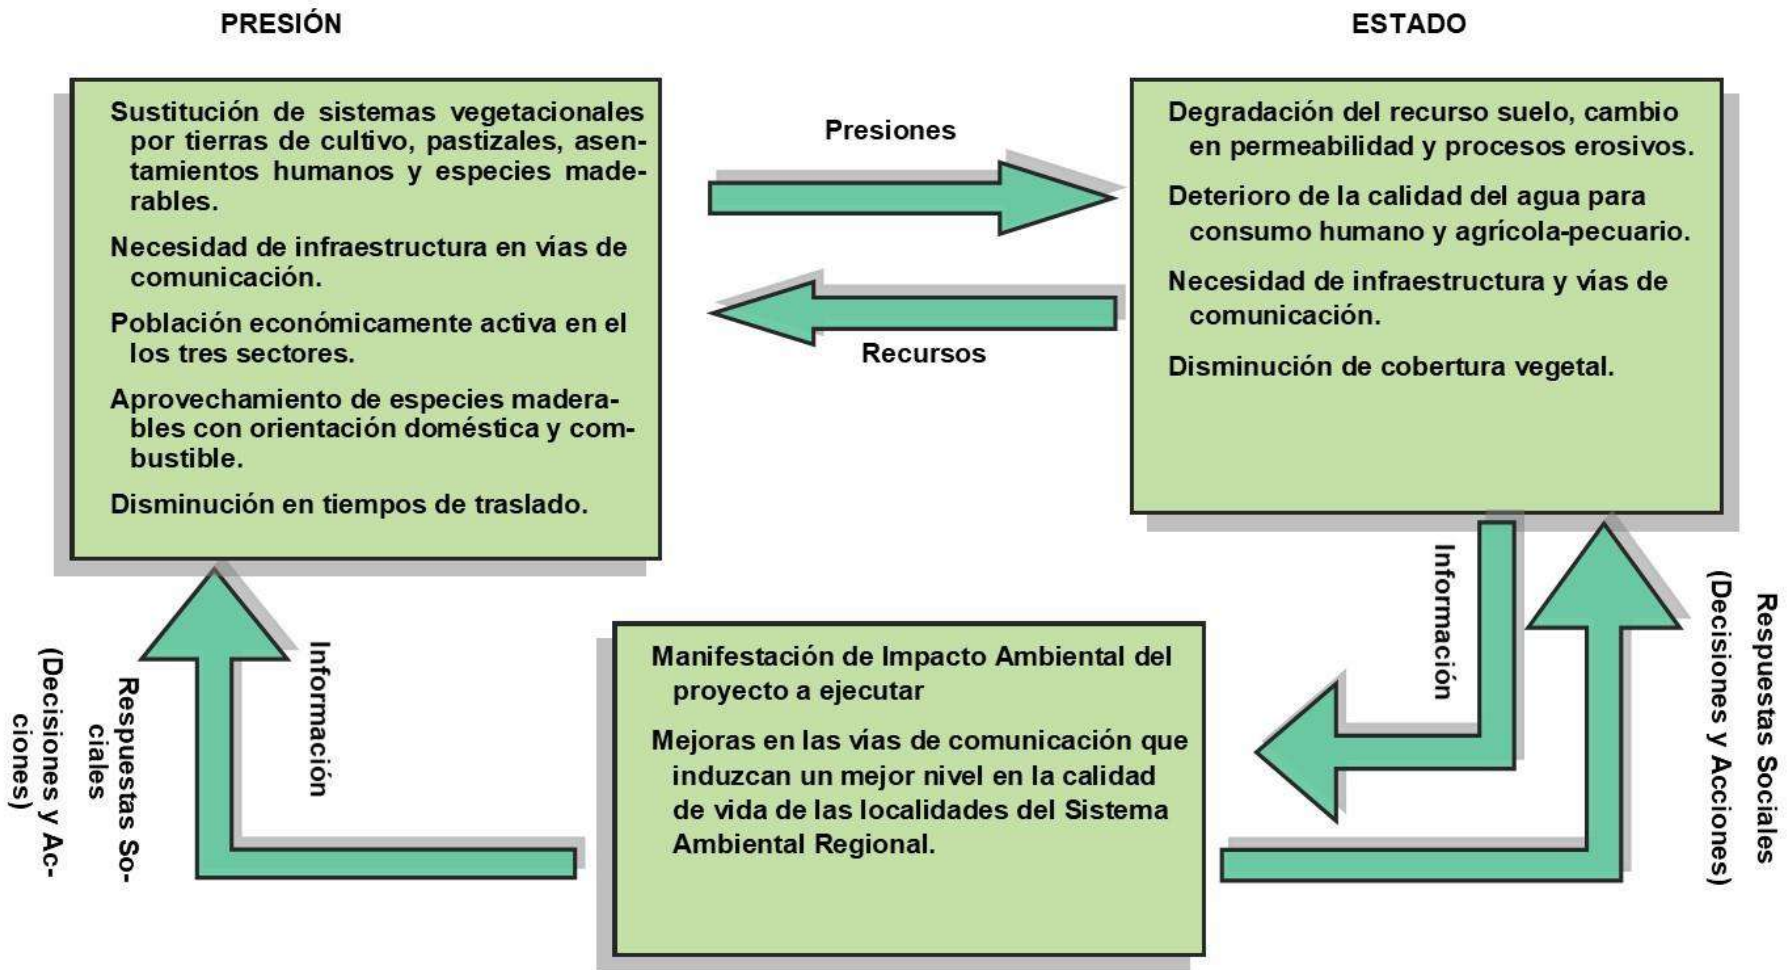 PRESIÓN
ESTADO
Sustitución de sistemas vegetacionales
por tierras de cultivo, pastizales, asen-
tamientos humanos y especies made-
rables.
Necesidad de infraestructura en vías de
comunicación.
Población económicamente activa en el
los tres sectores.
Aprovechamiento de especies madera-
bles con orientación doméstica y com-
bustible.
Disminución en tiempos de traslado.
Presiones
Recursos
Degradación del recurso suelo, cambio
en permeabilidad y procesos erosivos.
Deterioro de la calidad del agua para
consumo humano y agrícola-pecuario.
Necesidad de infraestructura y vías de
comunicación.
Disminución de cobertura vegetal.
Información
Respuestas So-
ciales
(Decisiones y Ac-
ciones)
Manifestación de Impacto Ambiental del
proyecto a ejecutar
Mejoras en las vías de comunicación que
induzcan un mejor nivel en la calidad
de vida de las localidades del Sistema
Ambiental Regional.
Información
Respuestas Sociales
(Decisiones y Acciones)